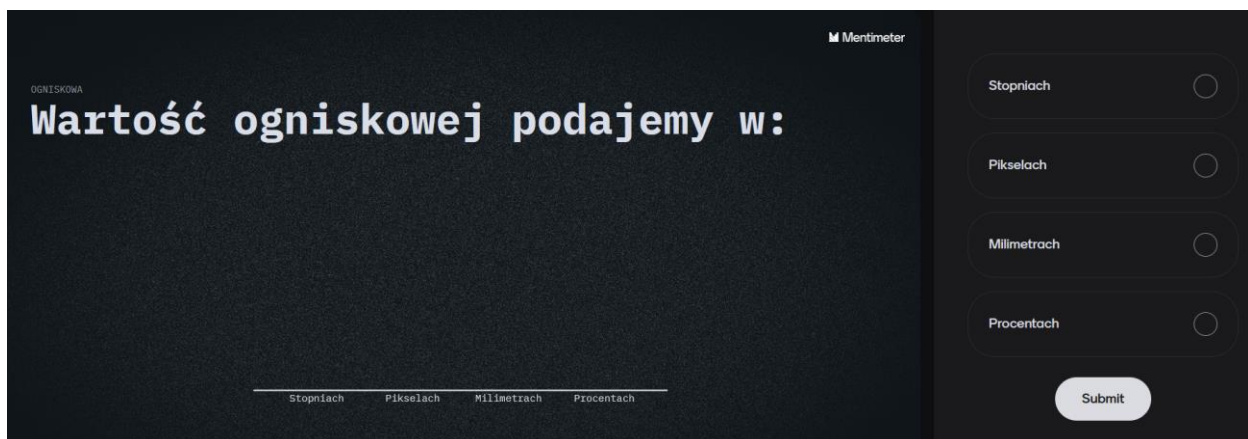 Mentimeter
OGNISKOWA
Wartość ogniskowej podajemy w:
Stopniach Pikselach Milimetrach Procentach
Stopniach
Pikselach
Milimetrach
Procentach
Submit